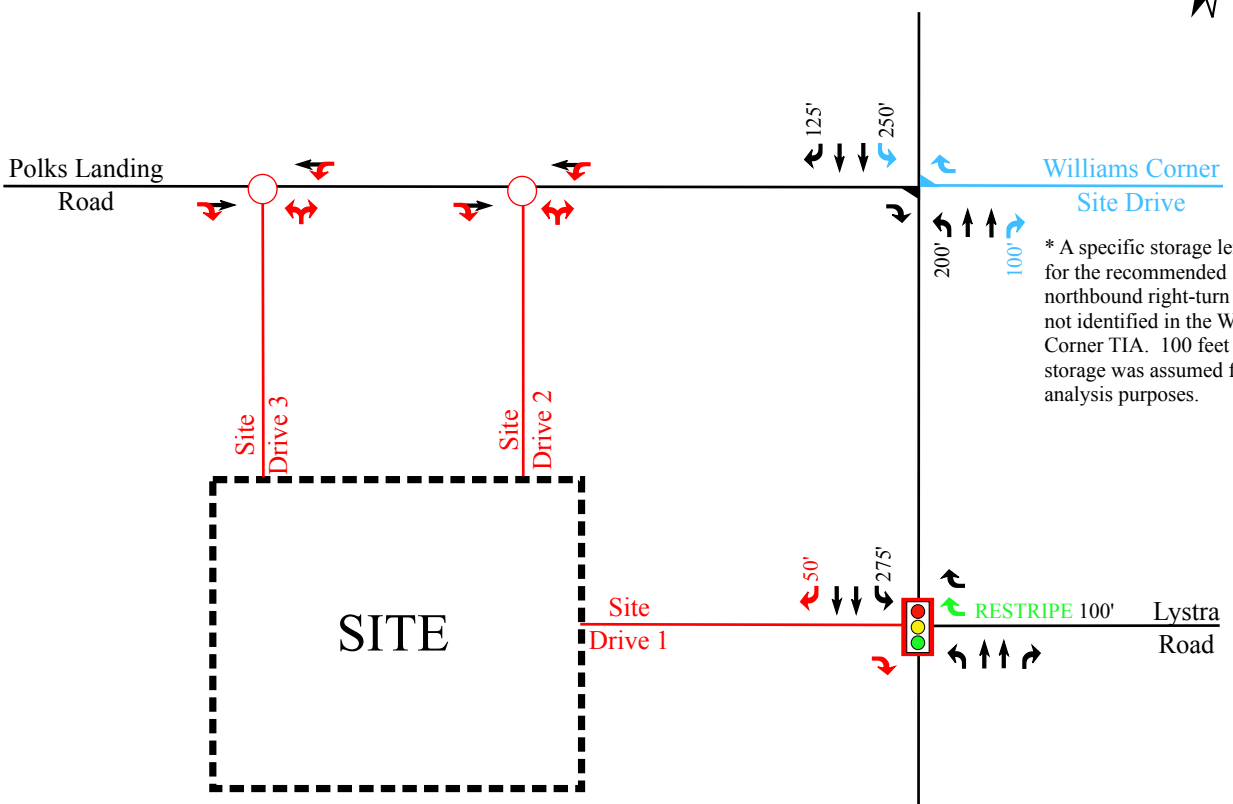 125'
250'
Polks Landing
Road
Williams Corner
Site Drive
200'
100'
* A specific storage le
for the recommended
northbound right-turn
not identified in the W
Corner TIA. 100 feet
storage was assumed f
analysis purposes.
Site
Drive 3
Site
Drive 2
SITE
Site
Drive 1
50'
275'
RESTRIPE 100'
Lystra
Road